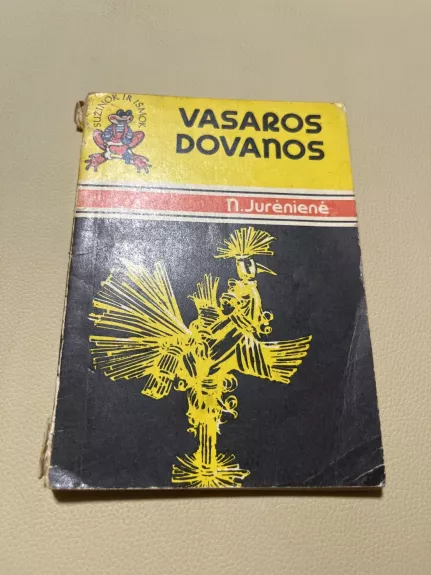 SUŽINOK IR IŠMOK
VASAROS
DOVANOS
N.Jurėnienė